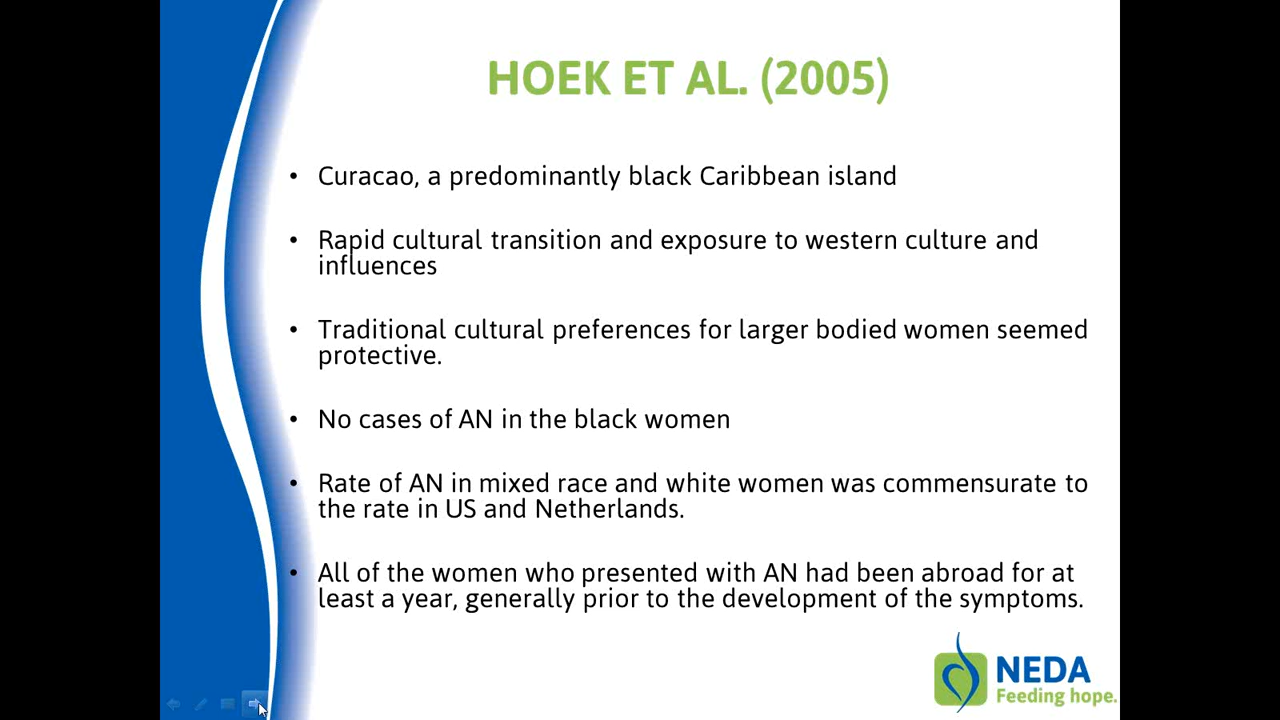 HOEK ET AL. (2005)
• Curacao, a predominantly black Caribbean island
• Rapid cultural transition and exposure to western culture and
influences
• Traditional cultural preferences for larger bodied women seemed
protective.
• No cases of AN in the black women
• Rate of AN in mixed race and white women was commensurate to
the rate in US and Netherlands.
• All of the women who presented with AN had been abroad for at
least a year, generally prior to the development of the symptoms.
NEDA
Feeding hope.